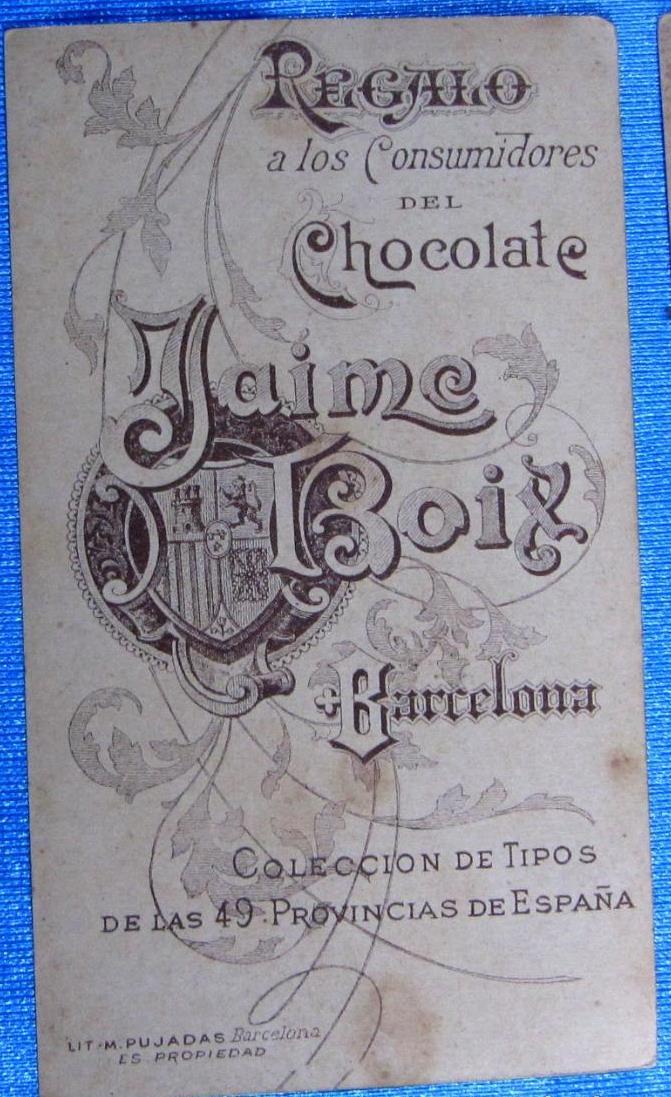 REGALO
a los Consumidores
DEL
Chocolate
Jaime
Boix
Barcelona
COLECCION DE TIPOS
DE LAS 49 PROVINCIAS DE ESPAÑA
LIT-M. PUJADAS Barcelona
ES PROPIEDAD